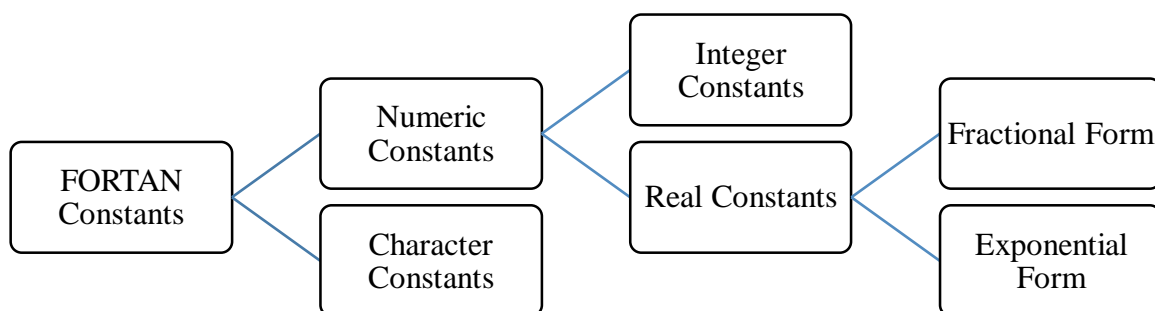 FORTAN
Constants
Numeric
Constants
Character
Constants
Integer
Constants
Real Constants
Fractional Form
Exponential
Form